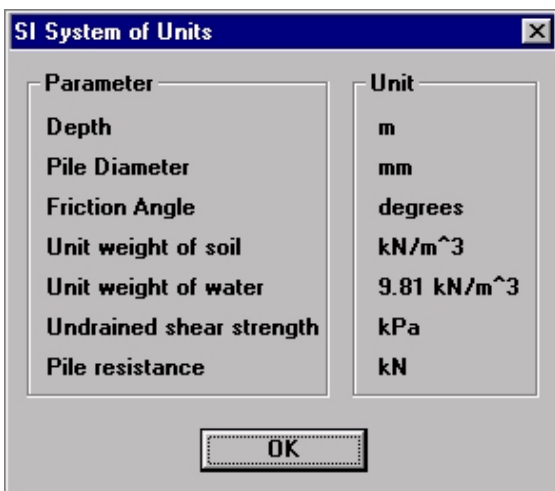 SI System of Units
Parameter Unit
Depth m
Pile Diameter mm
Friction Angle degrees
Unit weight of soil kN/m^3
Unit weight of water 9.81 kN/m^3
Undrained shear strength kPa
Pile resistance kN
OK